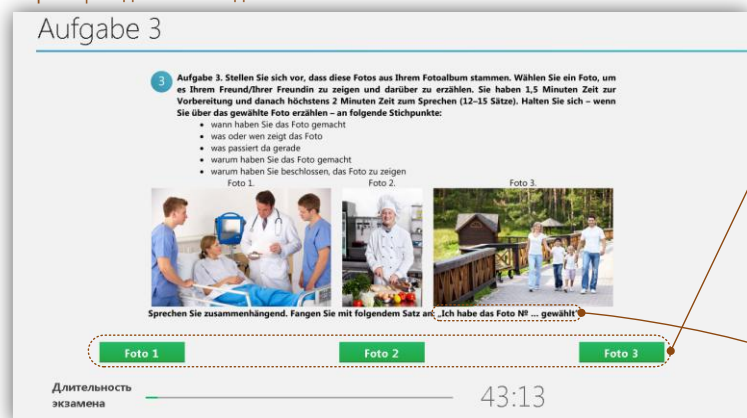 Aufgabe 3
3
Aufgabe 3. Stellen Sie sich vor, dass diese Fotos aus Ihrem Fotoalbum stammen. Wählen Sie ein Foto, um
es Ihrem Freund/Ihrer Freundin zu zeigen und darüber zu erzählen. Sie haben 1,5 Minuten Zeit zur
Vorbereitung und danach höchstens 2 Minuten Zeit zum Sprechen (12–15 Sätze). Halten Sie sich – wenn
Sie über das gewählte Foto erzählen – an folgende Stichpunkte:
• wann haben Sie das Foto gemacht
• was oder wen zeigt das Foto
• was passiert da gerade
• warum haben Sie das Foto gemacht
• warum haben Sie beschlossen, das Foto zu zeigen
Foto 1. Foto 2. Foto 3.
Sprechen Sie zusammenhängend. Fangen Sie mit folgendem Satz an: „Ich habe das Foto № ... gewählt“
Foto 1 Foto 2 Foto 3
Длительность
экзамена
43:13